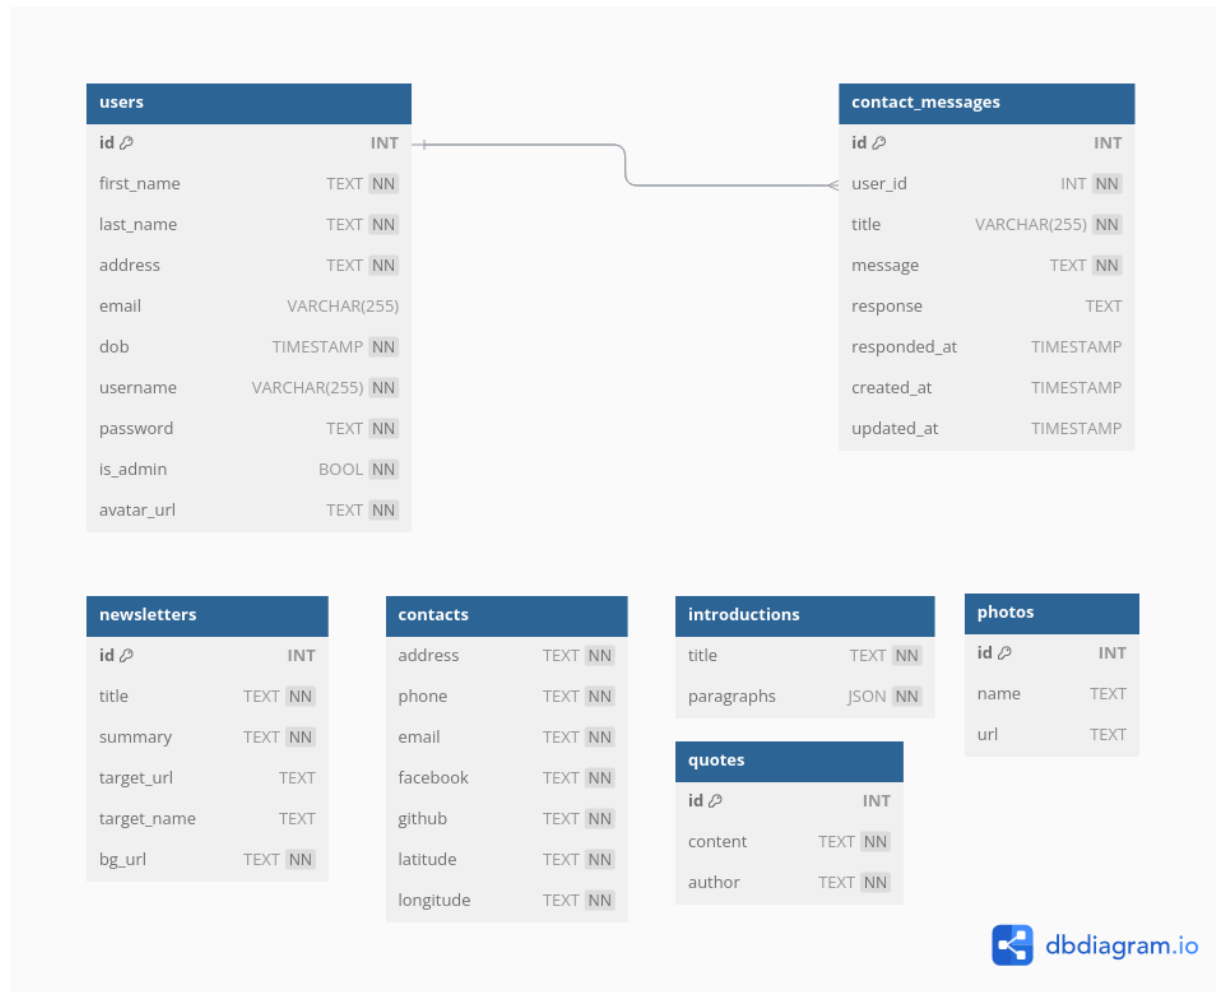 users
id INT
first_name TEXT NN
last_name TEXT NN
address TEXT NN
email VARCHAR(255)
dob TIMESTAMP NN
username VARCHAR(255) NN
password TEXT NN
is_admin BOOL NN
avatar_url TEXT NN
contact_messages
id INT
user_id INT NN
title VARCHAR(255) NN
message TEXT NN
response TEXT
responded_at TIMESTAMP
created_at TIMESTAMP
updated_at TIMESTAMP
newsletters
id INT
title TEXT NN
summary TEXT NN
target_url TEXT
target_name TEXT
bg_url TEXT NN
contacts
address TEXT NN
phone TEXT NN
email TEXT NN
facebook TEXT NN
github TEXT NN
latitude TEXT NN
longitude TEXT NN
introductions
title TEXT NN
paragraphs JSON NN
quotes
id INT
content TEXT NN
author TEXT NN
photos
id INT
name TEXT
url TEXT
dbdiagram.io